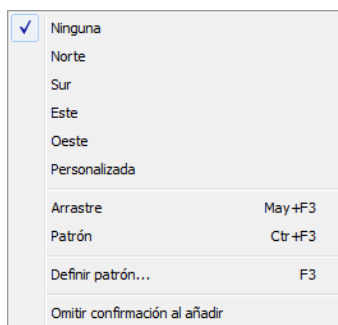 Ninguna
Norte
Sur
Este
Oeste
Personalizada
Arrastre May+F3
Patrón Ctr+F3
Definir patrón... F3
Omitir confirmación al añadir